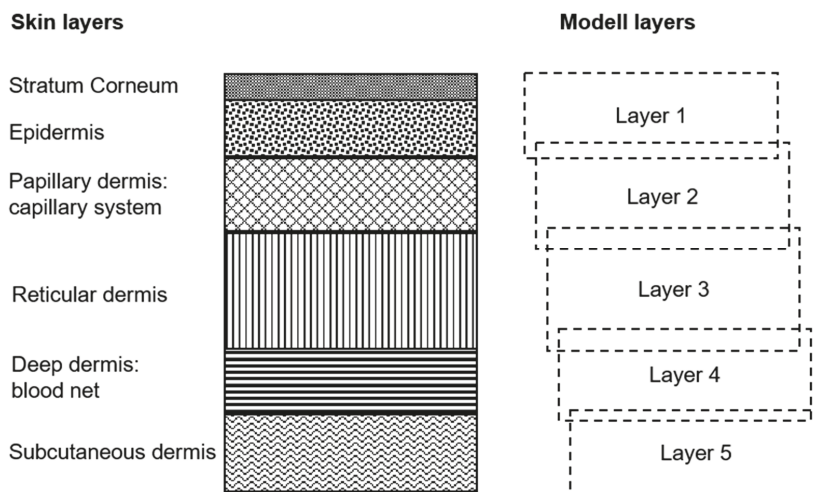 Skin layers
Modell layers
Stratum Corneum
Epidermis
Papillary dermis:
capillary system
Reticular dermis
Deep dermis:
blood net
Subcutaneous dermis
Layer 1
Layer 2
Layer 3
Layer 4
Layer 5